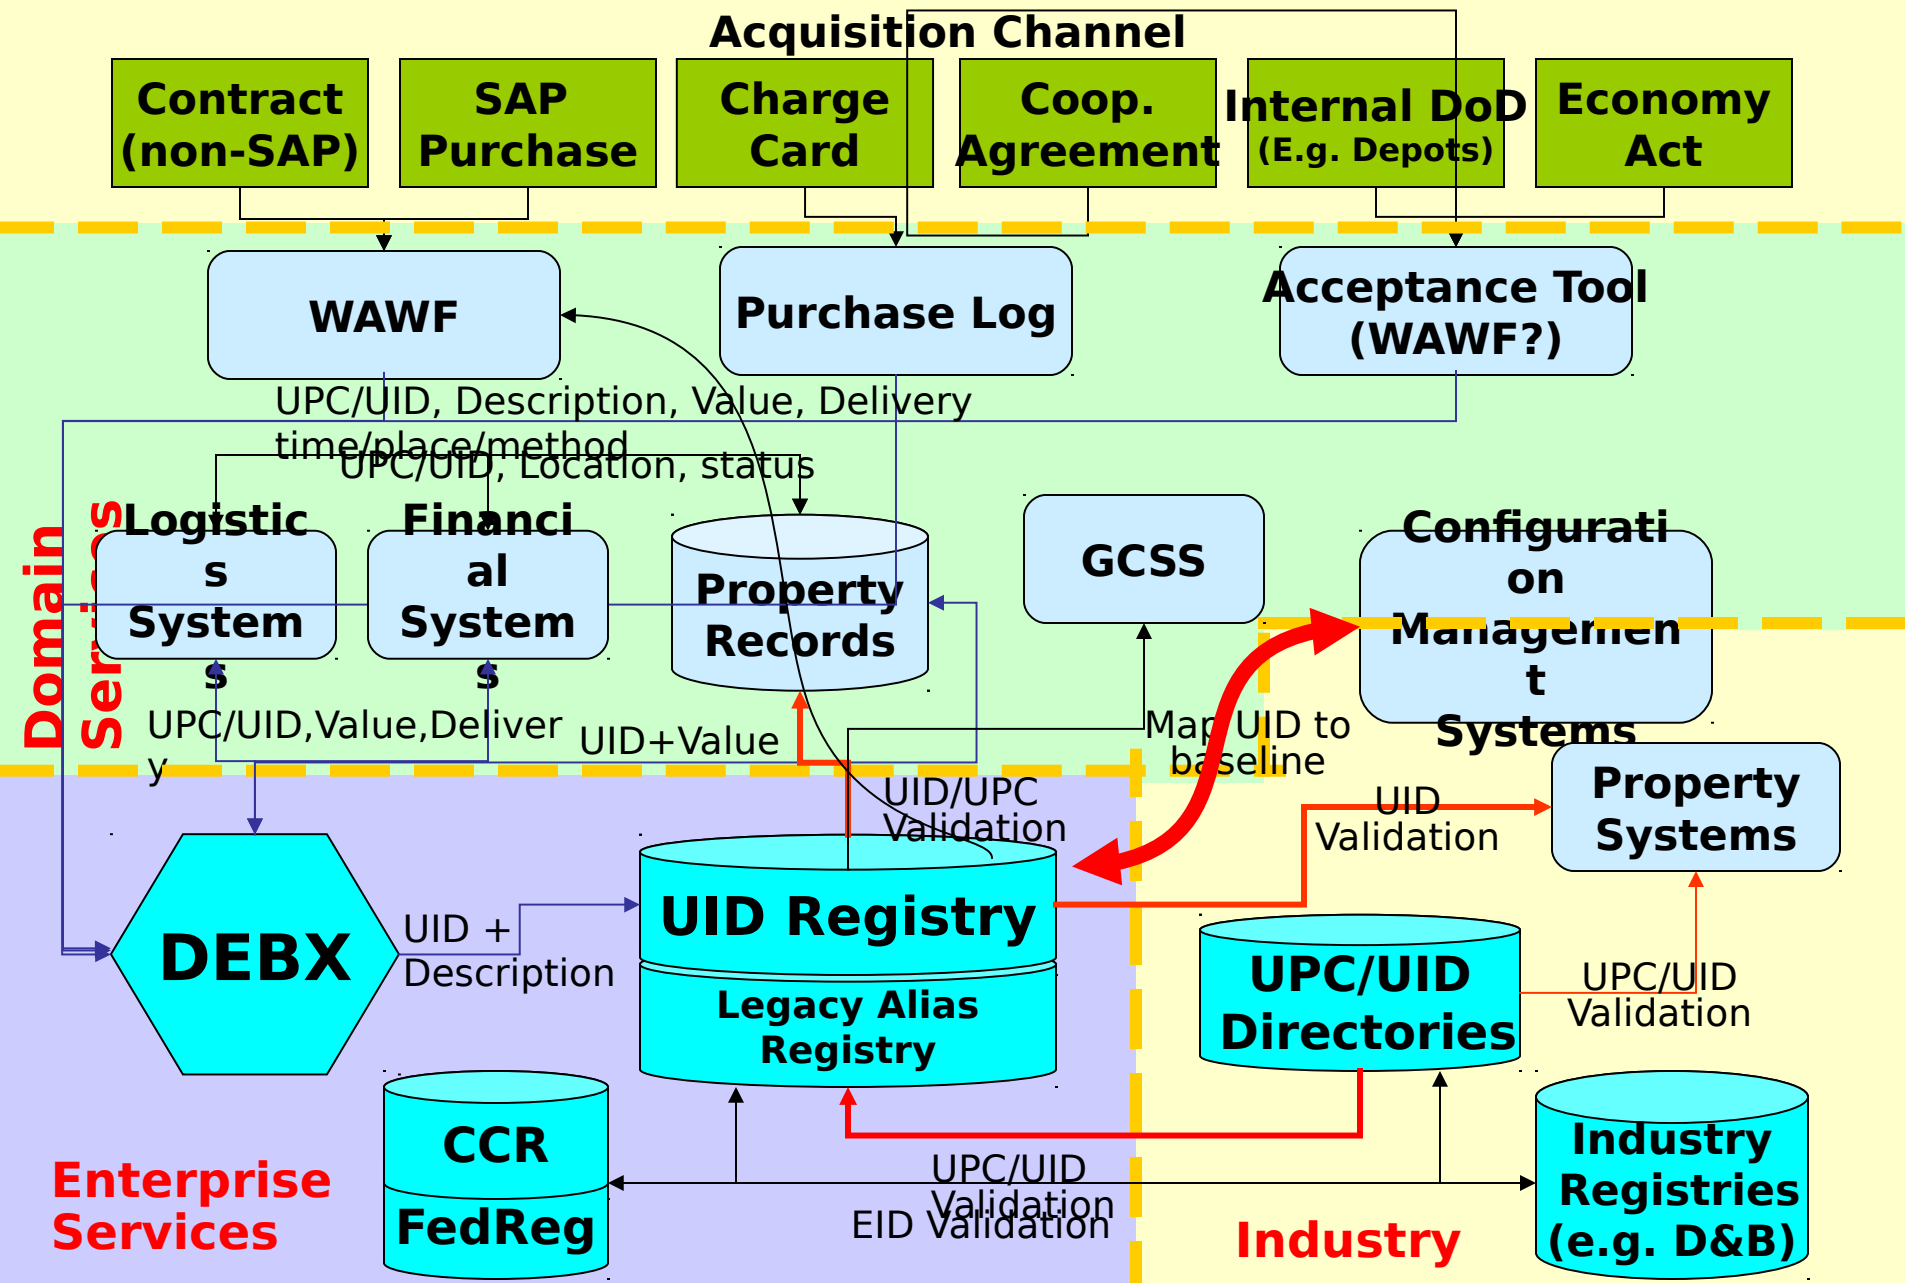 Acquisition Channel
Contract
(non-SAP)
SAP
Purchase
Charge
Card
Coop.
Agreement
Internal DoD
(E.g. Depots)
Economy
Act
WAWF
Purchase Log
Acceptance Tool
(WAWF?)
UPC/UID, Description, Value, Delivery
time/place/method
UPC/UID, Location, status
Domain
Services
Logistic
s
System
s
Financi
al
System
s
Property
Records
GCSS
Configurati
on
Managemen
t
Systems
UPC/UID,Value,Deliver
y
UID+Value
Map UID to
baseline
UID/UPC
Validation
UID
Validation
Property
Systems
DEBX
UID +
Description
UID Registry
Legacy Alias
Registry
UPC/UID
Directories
UPC/UID
Validation
CCR
FedReg
Enterprise
Services
UPC/UID
Validation
EID Validation
Industry
Industry
Registries
(e.g. D&B)